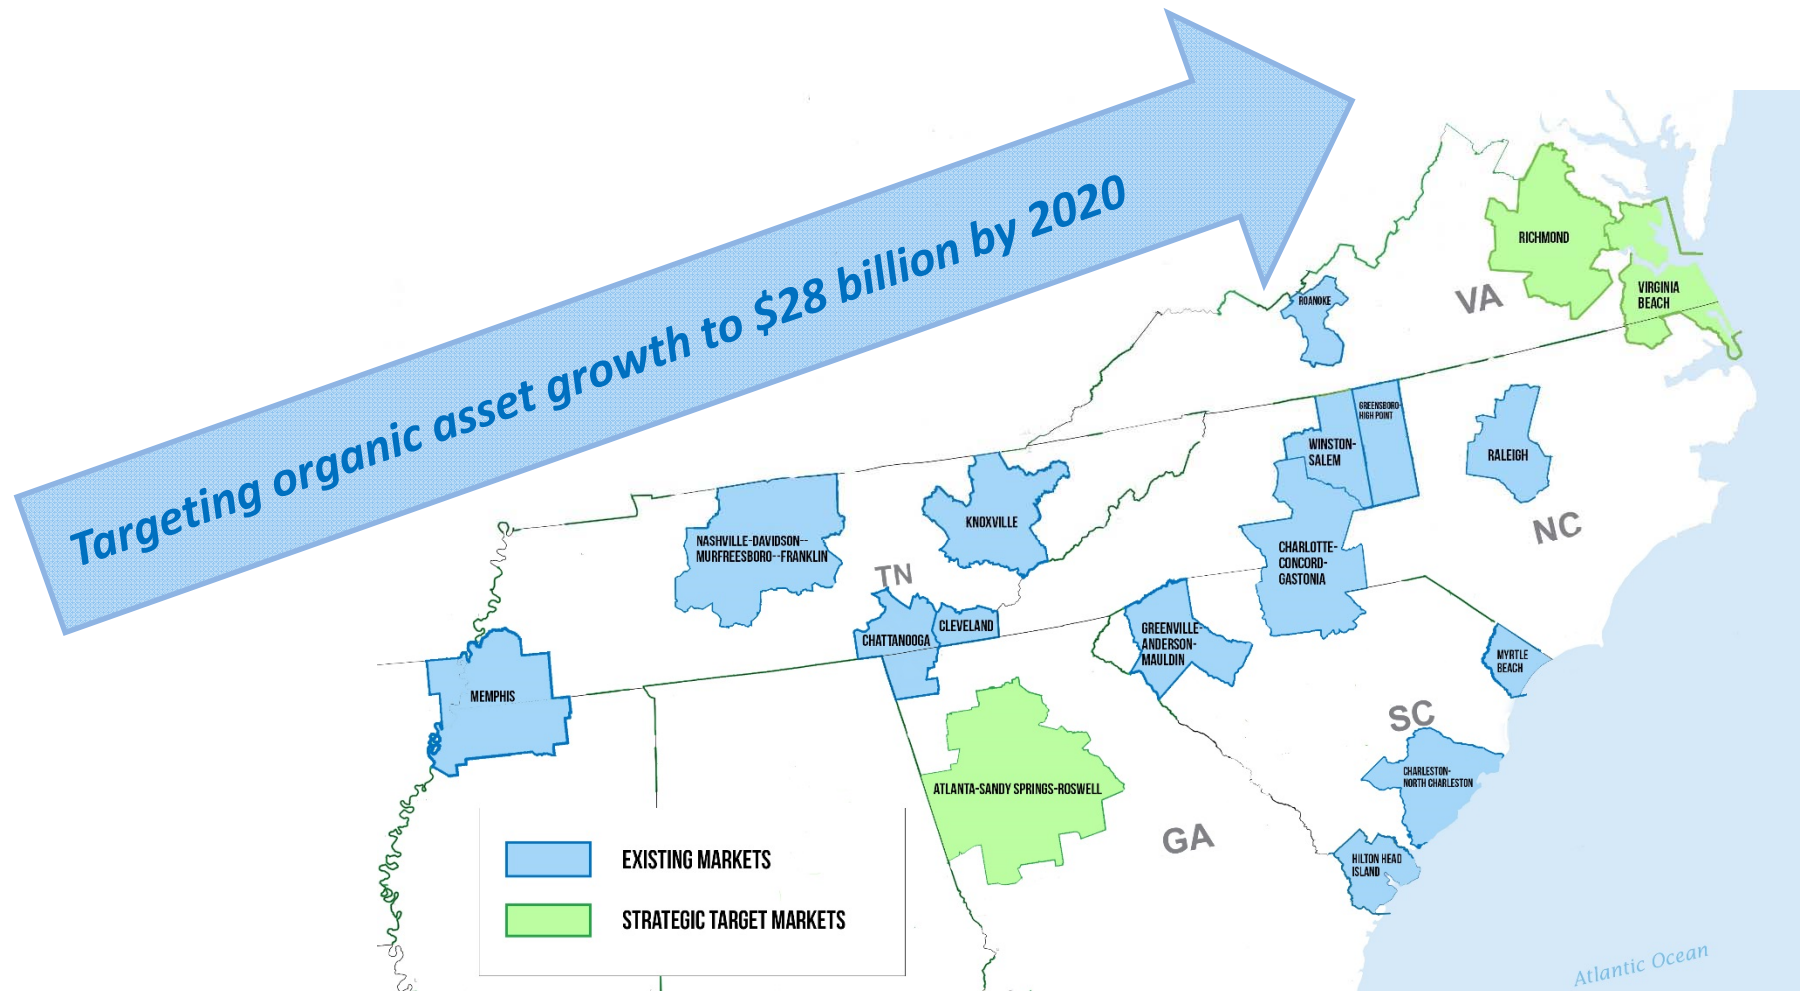 Targeting organic asset growth to $28 billion by 2020
RICHMOND
VIRGINIA
BEACH
VA
ROANOKE
GREENSBORO-
HIGH POINT
WINSTON-
SALEM
RALEIGH
NC
KNOXVILLE
NASHVILLE-DAVIDSON--
MURFREESBORO--FRANKLIN
CHARLOTTE-
CONCORD-
GASTONIA
TN
CLEVELAND
CHATTANOOGA
GREENVILLE-
ANDERSON-
MAULDIN
MYRTLE
BEACH
MEMPHIS
SC
CHARLESTON-
NORTH CHARLESTON
ATLANTA-SANDY SPRINGS-ROSWELL
GA
HILTON HEAD
ISLAND
EXISTING MARKETS
STRATEGIC TARGET MARKETS
Atlantic Ocean